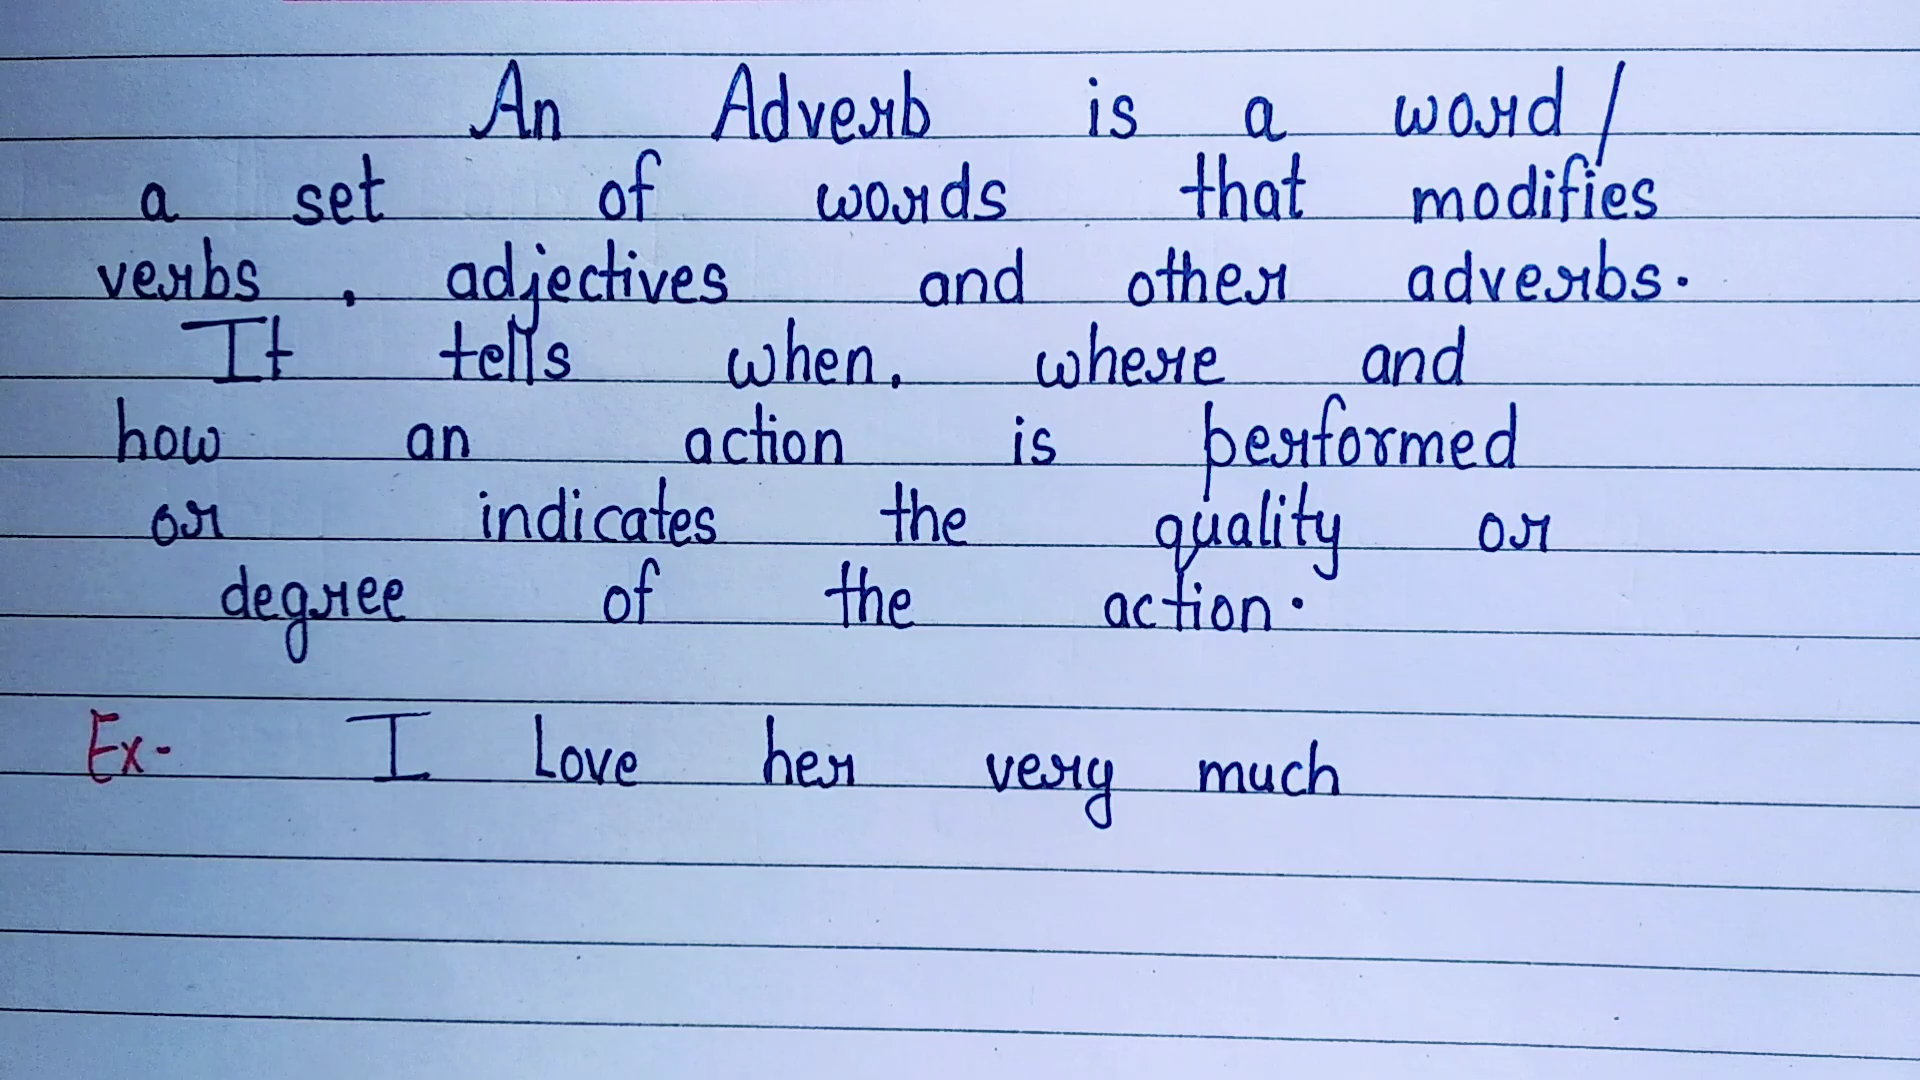 An Adverb is a word /
a set of words that modifies
verbs , adjectives and other adverbs.
It tells when, where and
how an action is performed
or indicates the quality or
degree of the action.
Ex- I Love her very much